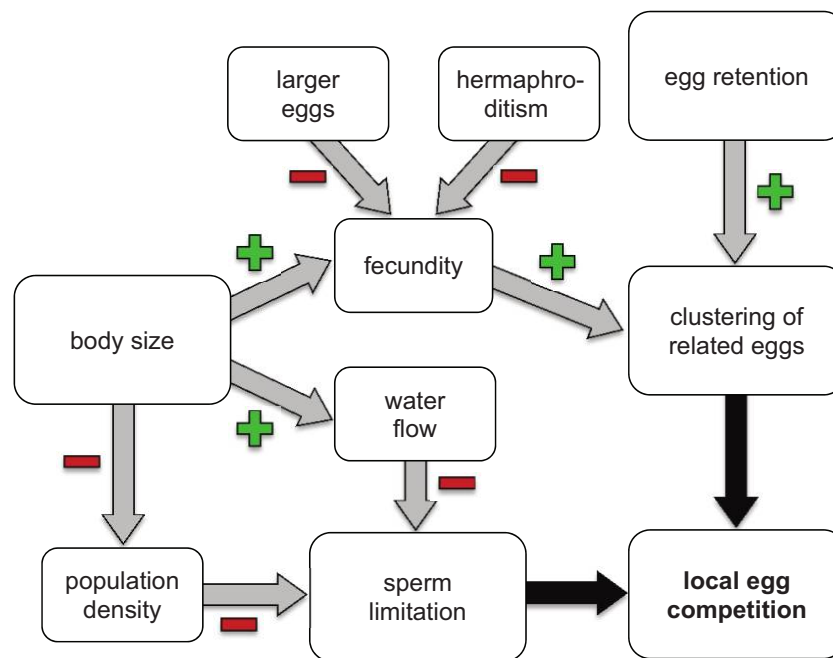 larger
eggs
hermaphro-
ditism
egg retention
fecundity
body size
clustering of
related eggs
water
flow
population
density
sperm
limitation
local egg
competition